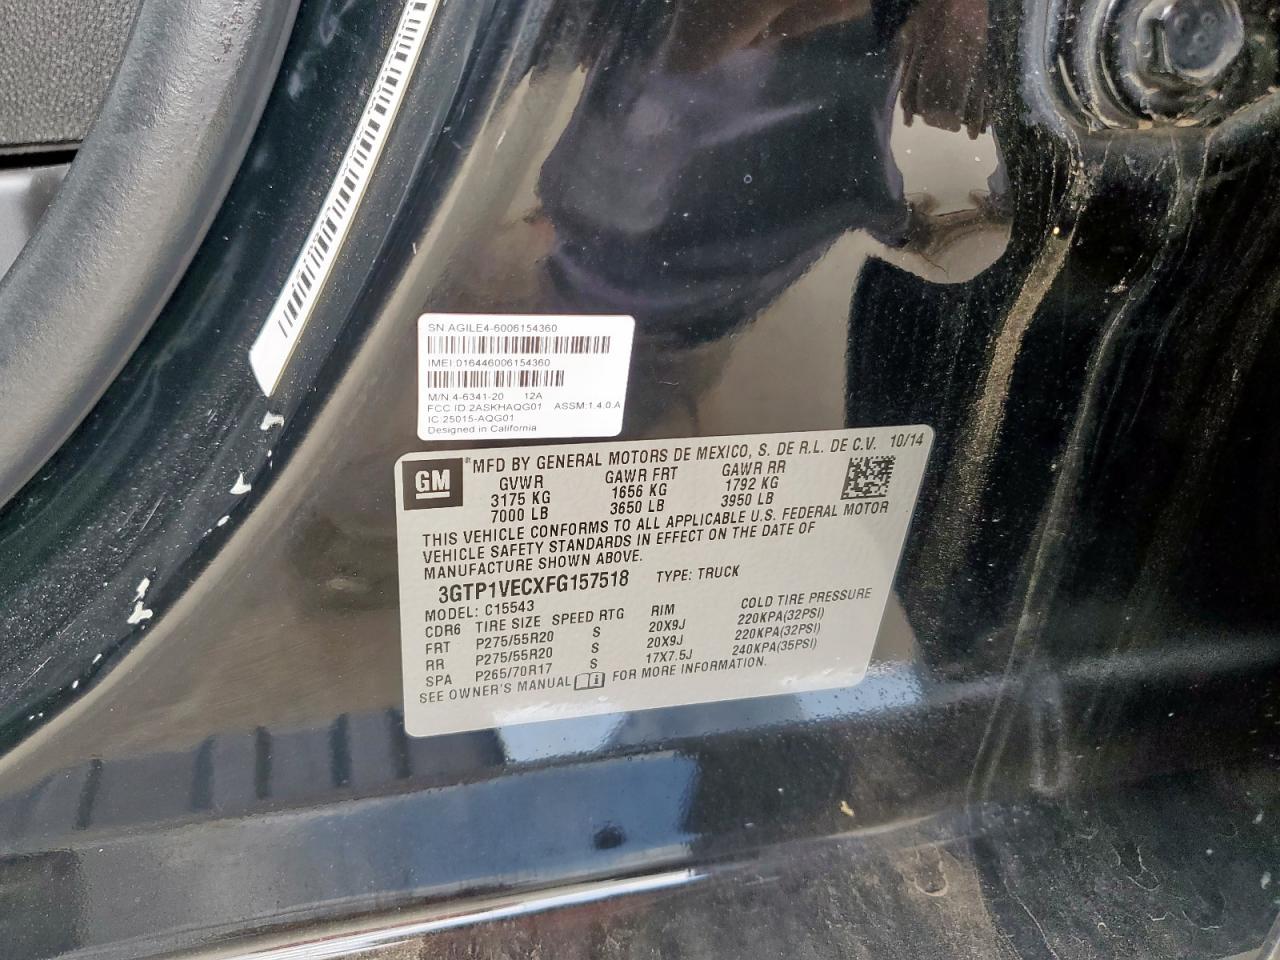 SN AGILE4-6006154360
IMEI:016446006154360
M/N 4-6341-20 12A
FCC ID:2ASKHAQG01 ASSM:1.4.0.A
IC:25015-AQG01
Designed in California
GM ® MFD BY GENERAL MOTORS DE MEXICO, S. DE R.L. DE C.V. 10/14
GVWR GAWR FRT GAWR RR
3175 KG 1656 KG 1792 KG
7000 LB 3650 LB 3950 LB
THIS VEHICLE CONFORMS TO ALL APPLICABLE U.S. FEDERAL MOTOR
VEHICLE SAFETY STANDARDS IN EFFECT ON THE DATE OF
MANUFACTURE SHOWN ABOVE.
3GTP1VECXFG157518 TYPE: TRUCK
MODEL: C15543
CDR6 TIRE SIZE SPEED RTG RIM COLD TIRE PRESSURE
FRT P275/55R20 S 20X9J 220KPA(32PSI)
RR P275/55R20 S 20X9J 220KPA(32PSI)
SPA P265/70R17 S 17X7.5J 240KPA(35PSI)
SEE OWNER'S MANUAL FOR MORE INFORMATION.